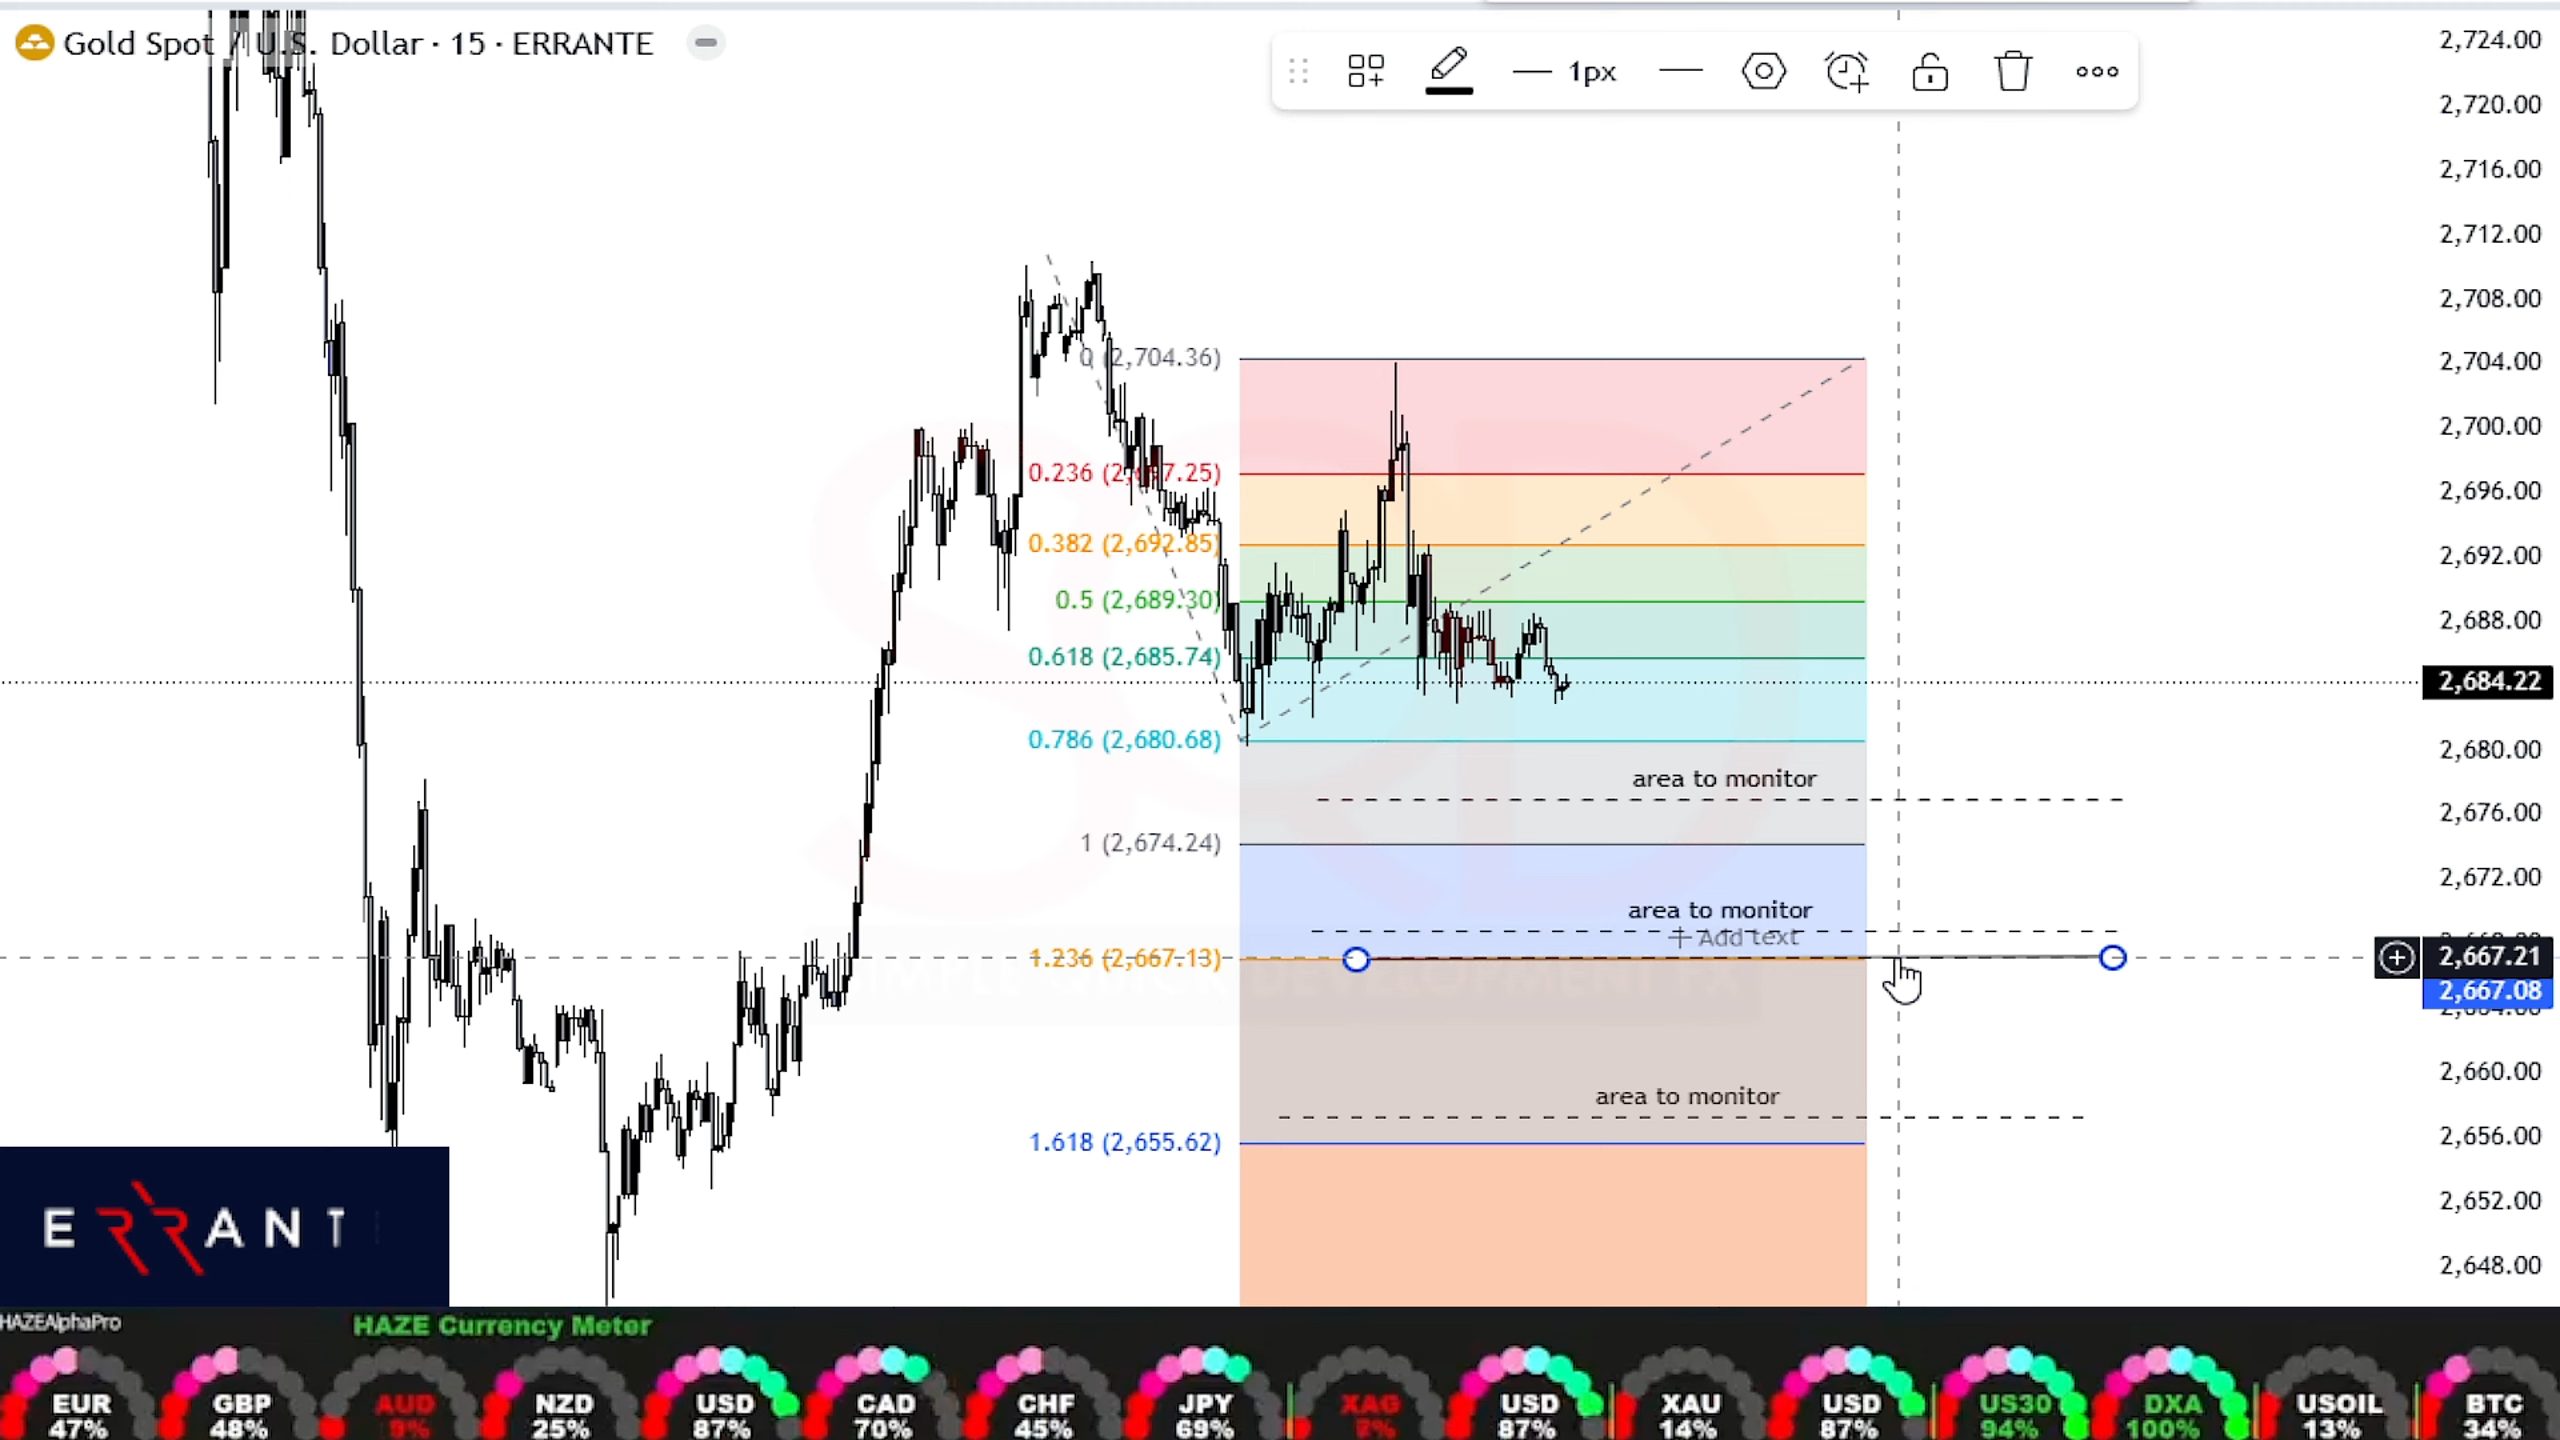 Gold Spot / U.S. Dollar · 15 · ERRANTE
1px
2,724.00
2,720.00
2,716.00
2,712.00
2,708.00
2,704.00
2,700.00
2,696.00
2,692.00
2,688.00
2,684.22
2,680.00
2,676.00
2,672.00
2,667.21
2,667.08
2,660.00
2,656.00
2,652.00
2,648.00
0 (2,704.36)
0.236 (2,697.25)
0.382 (2,692.85)
0.5 (2,689.30)
0.618 (2,685.74)
0.786 (2,680.68)
1 (2,674.24)
1.236 (2,667.13)
1.618 (2,655.62)
area to monitor
area to monitor
+ Add text
area to monitor
ERRANT
HAZEAlphaPro
HAZE Currency Meter
EUR 47%
GBP 48%
AUD 9%
NZD 25%
USD 87%
CAD 70%
CHF 45%
JPY 69%
XAG 7%
USD 87%
XAU 14%
USD 87%
US30 94%
DXA 100%
USOIL 13%
BTC 34%